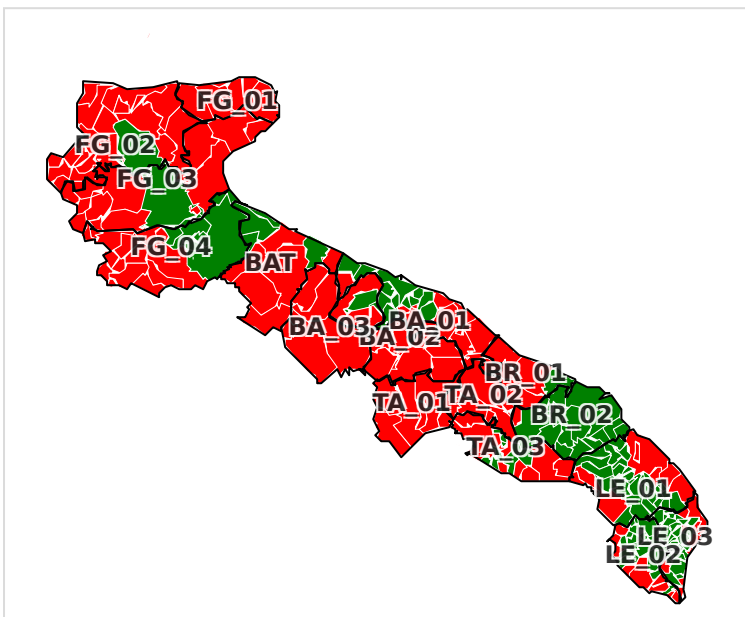 FG_01
FG_02
FG_03
FG_04
BAT
BA_01
BA_03
BA_02
BR_01
TA_02
TA_01
BR_02
TA_03
LE_01
LE_03
LE_02